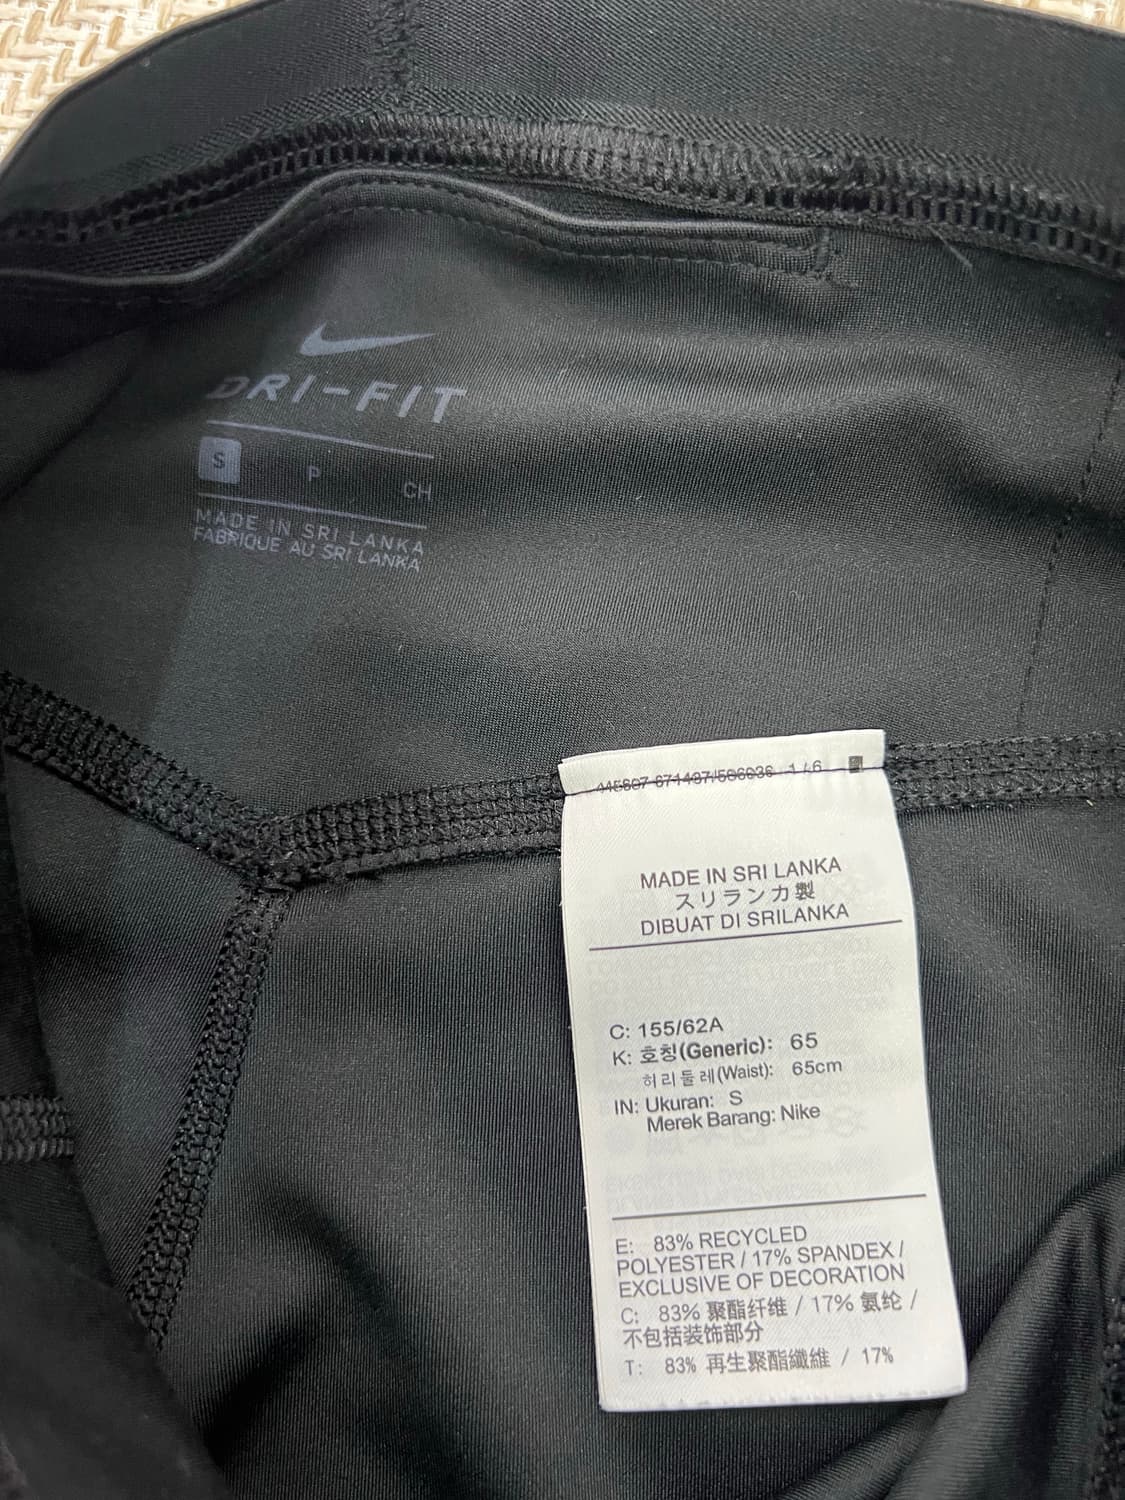 DRI-FIT
S P CH
MADE IN SRI LANKA
FABRIQUE AU SRI LANKA
1/6
MADE IN SRI LANKA
スリランカ製
DIBUAT DI SRILANKA
C: 155/62A
K: 호칭(Generic): 65
허리둘레(Waist): 65cm
IN: Ukuran: S
Merek Barang: Nike
E: 83% RECYCLED
POLYESTER / 17% SPANDEX /
EXCLUSIVE OF DECORATION
C: 83% 聚酯纤维 / 17% 氨纶 /
不包括装饰部分
T: 83% 再生聚酯纖維 / 17%